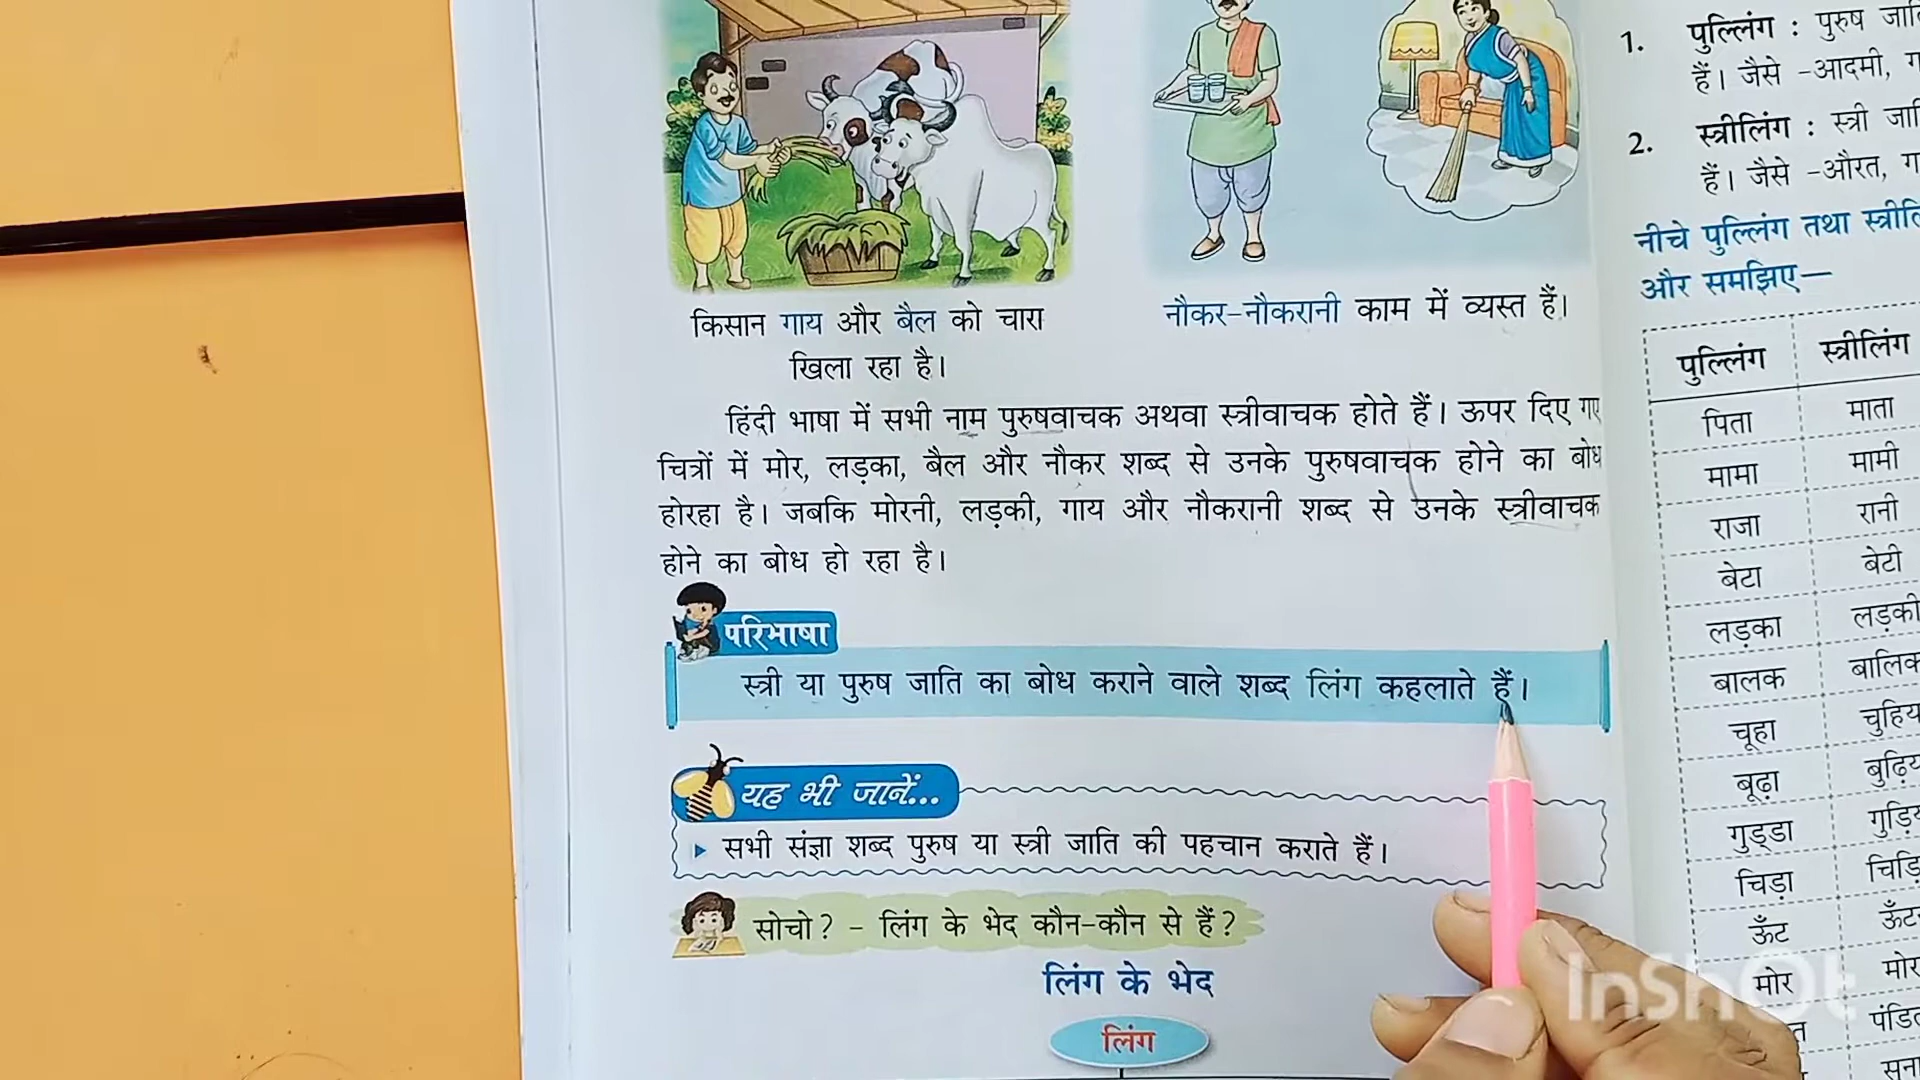 किसान गाय और बैल को चारा
खिला रहा है।
नौकर-नौकरानी काम में व्यस्त हैं।
हिंदी भाषा में सभी नाम पुरुषवाचक अथवा स्त्रीवाचक होते हैं। ऊपर दिए गए
चित्रों में मोर, लड़का, बैल और नौकर शब्द से उनके पुरुषवाचक होने का बोध
होरहा है। जबकि मोरनी, लड़की, गाय और नौकरानी शब्द से उनके स्त्रीवाचक
होने का बोध हो रहा है।
परिभाषा
स्त्री या पुरुष जाति का बोध कराने वाले शब्द लिंग कहलाते हैं।
यह भी जानें...
▸ सभी संज्ञा शब्द पुरुष या स्त्री जाति की पहचान कराते हैं।
सोचो? - लिंग के भेद कौन-कौन से हैं?
लिंग के भेद
लिंग
1. पुल्लिंग : पुरुष
हैं। जैसे -आदमी,
2. स्त्रीलिंग : स्त्री
हैं। जैसे -औरत,
नीचे पुल्लिंग तथा
और समझिए—
पुल्लिंग स्त्रीलिंग
पिता माता
मामा मामी
राजा रानी
बेटा बेटी
लड़का लड़की
बालक
चूहा
बूढ़ा
गुड्डा
चिड़ा
ऊँट
मोर
InShOt